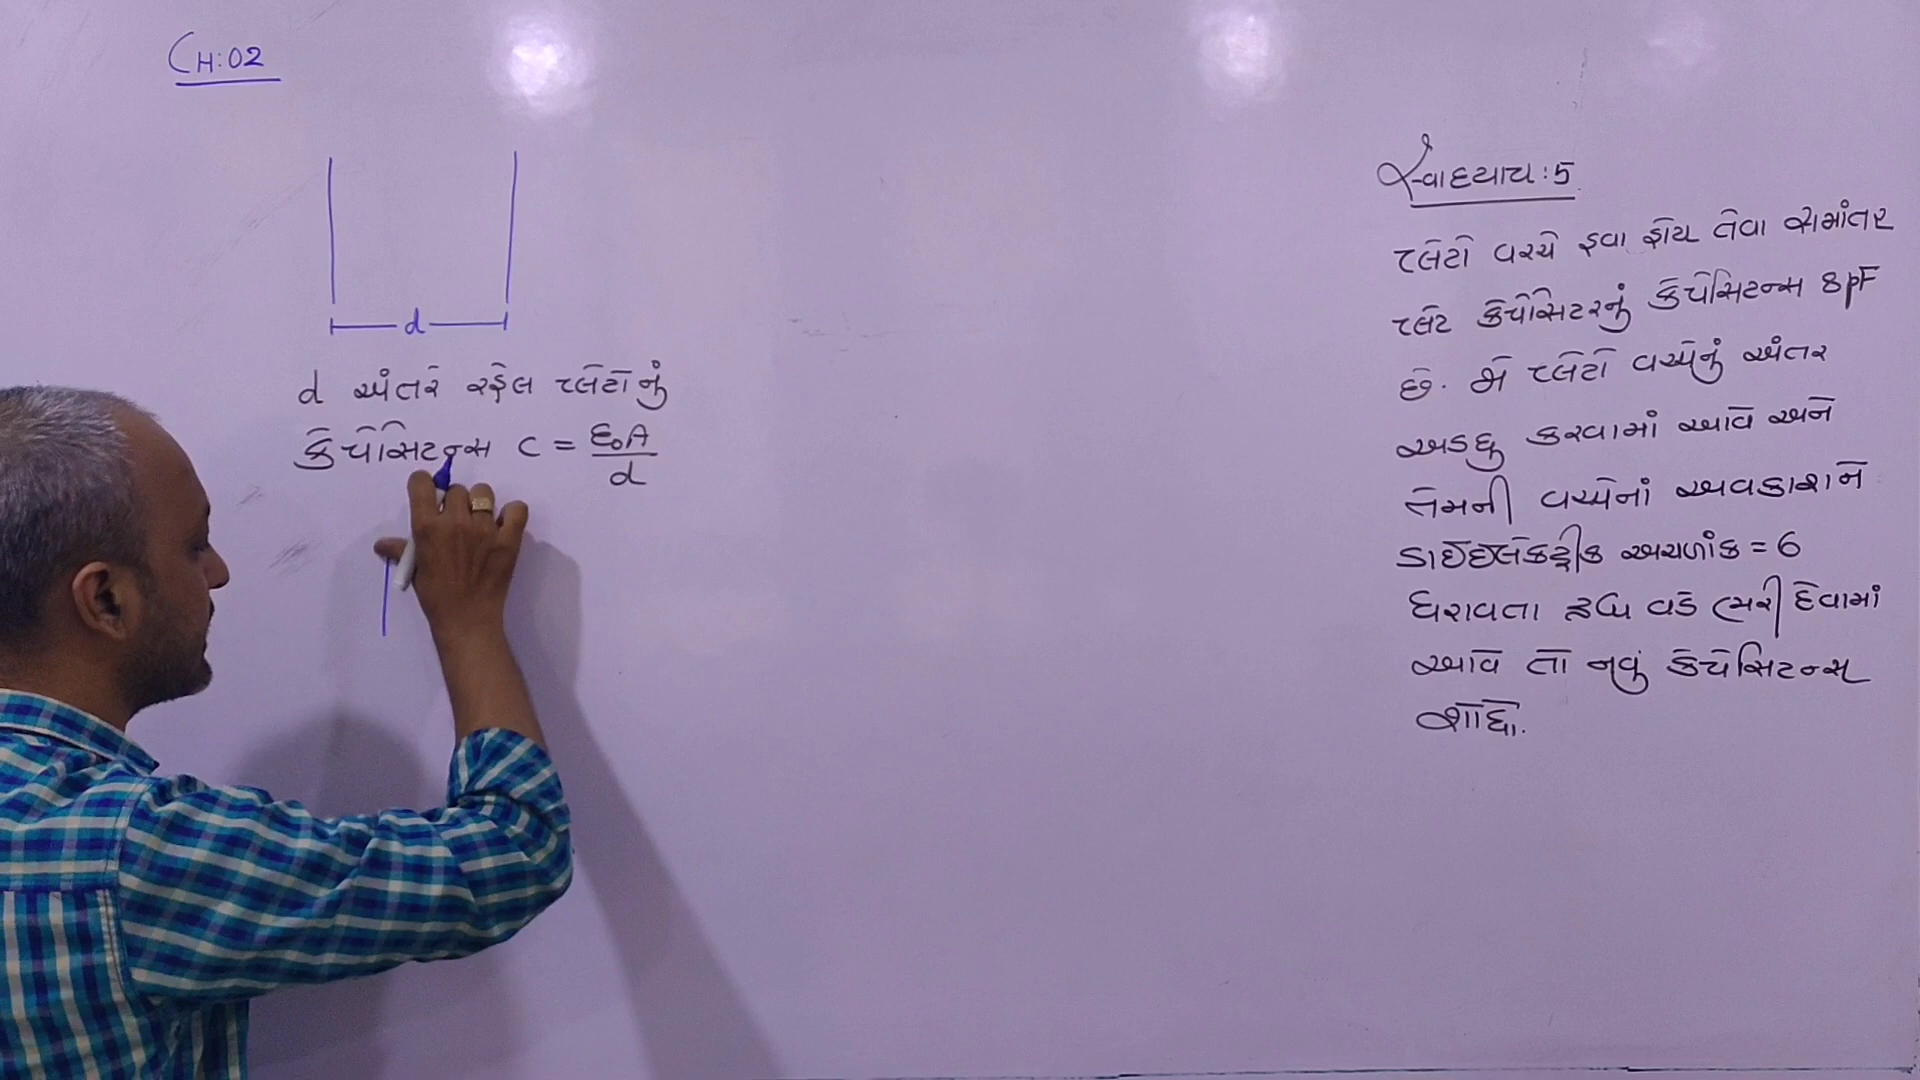 CH:02
d
d અંતરે રહેલ પ્લેટોનું
કેપેસિટન્સ C = ε₀A / d
સ્વાધ્યાય : 5
પ્લેટો વચ્ચે હવા હોય તેવા સમાંતર
પ્લેટ કેપેસિટરનું કેપેસિટન્સ 8pF
છે. જો પ્લેટો વચ્ચેનું અંતર
અડધુ કરવામાં આવે અને
તેમની વચ્ચેનાં અવકાશને
ડાઈઈલેકટ્રીક અચળાંક = 6
ધરાવતા દ્રવ્ય વડે ભરી દેવામાં
આવે તો નવું કેપેસિટન્સ
શોધો.